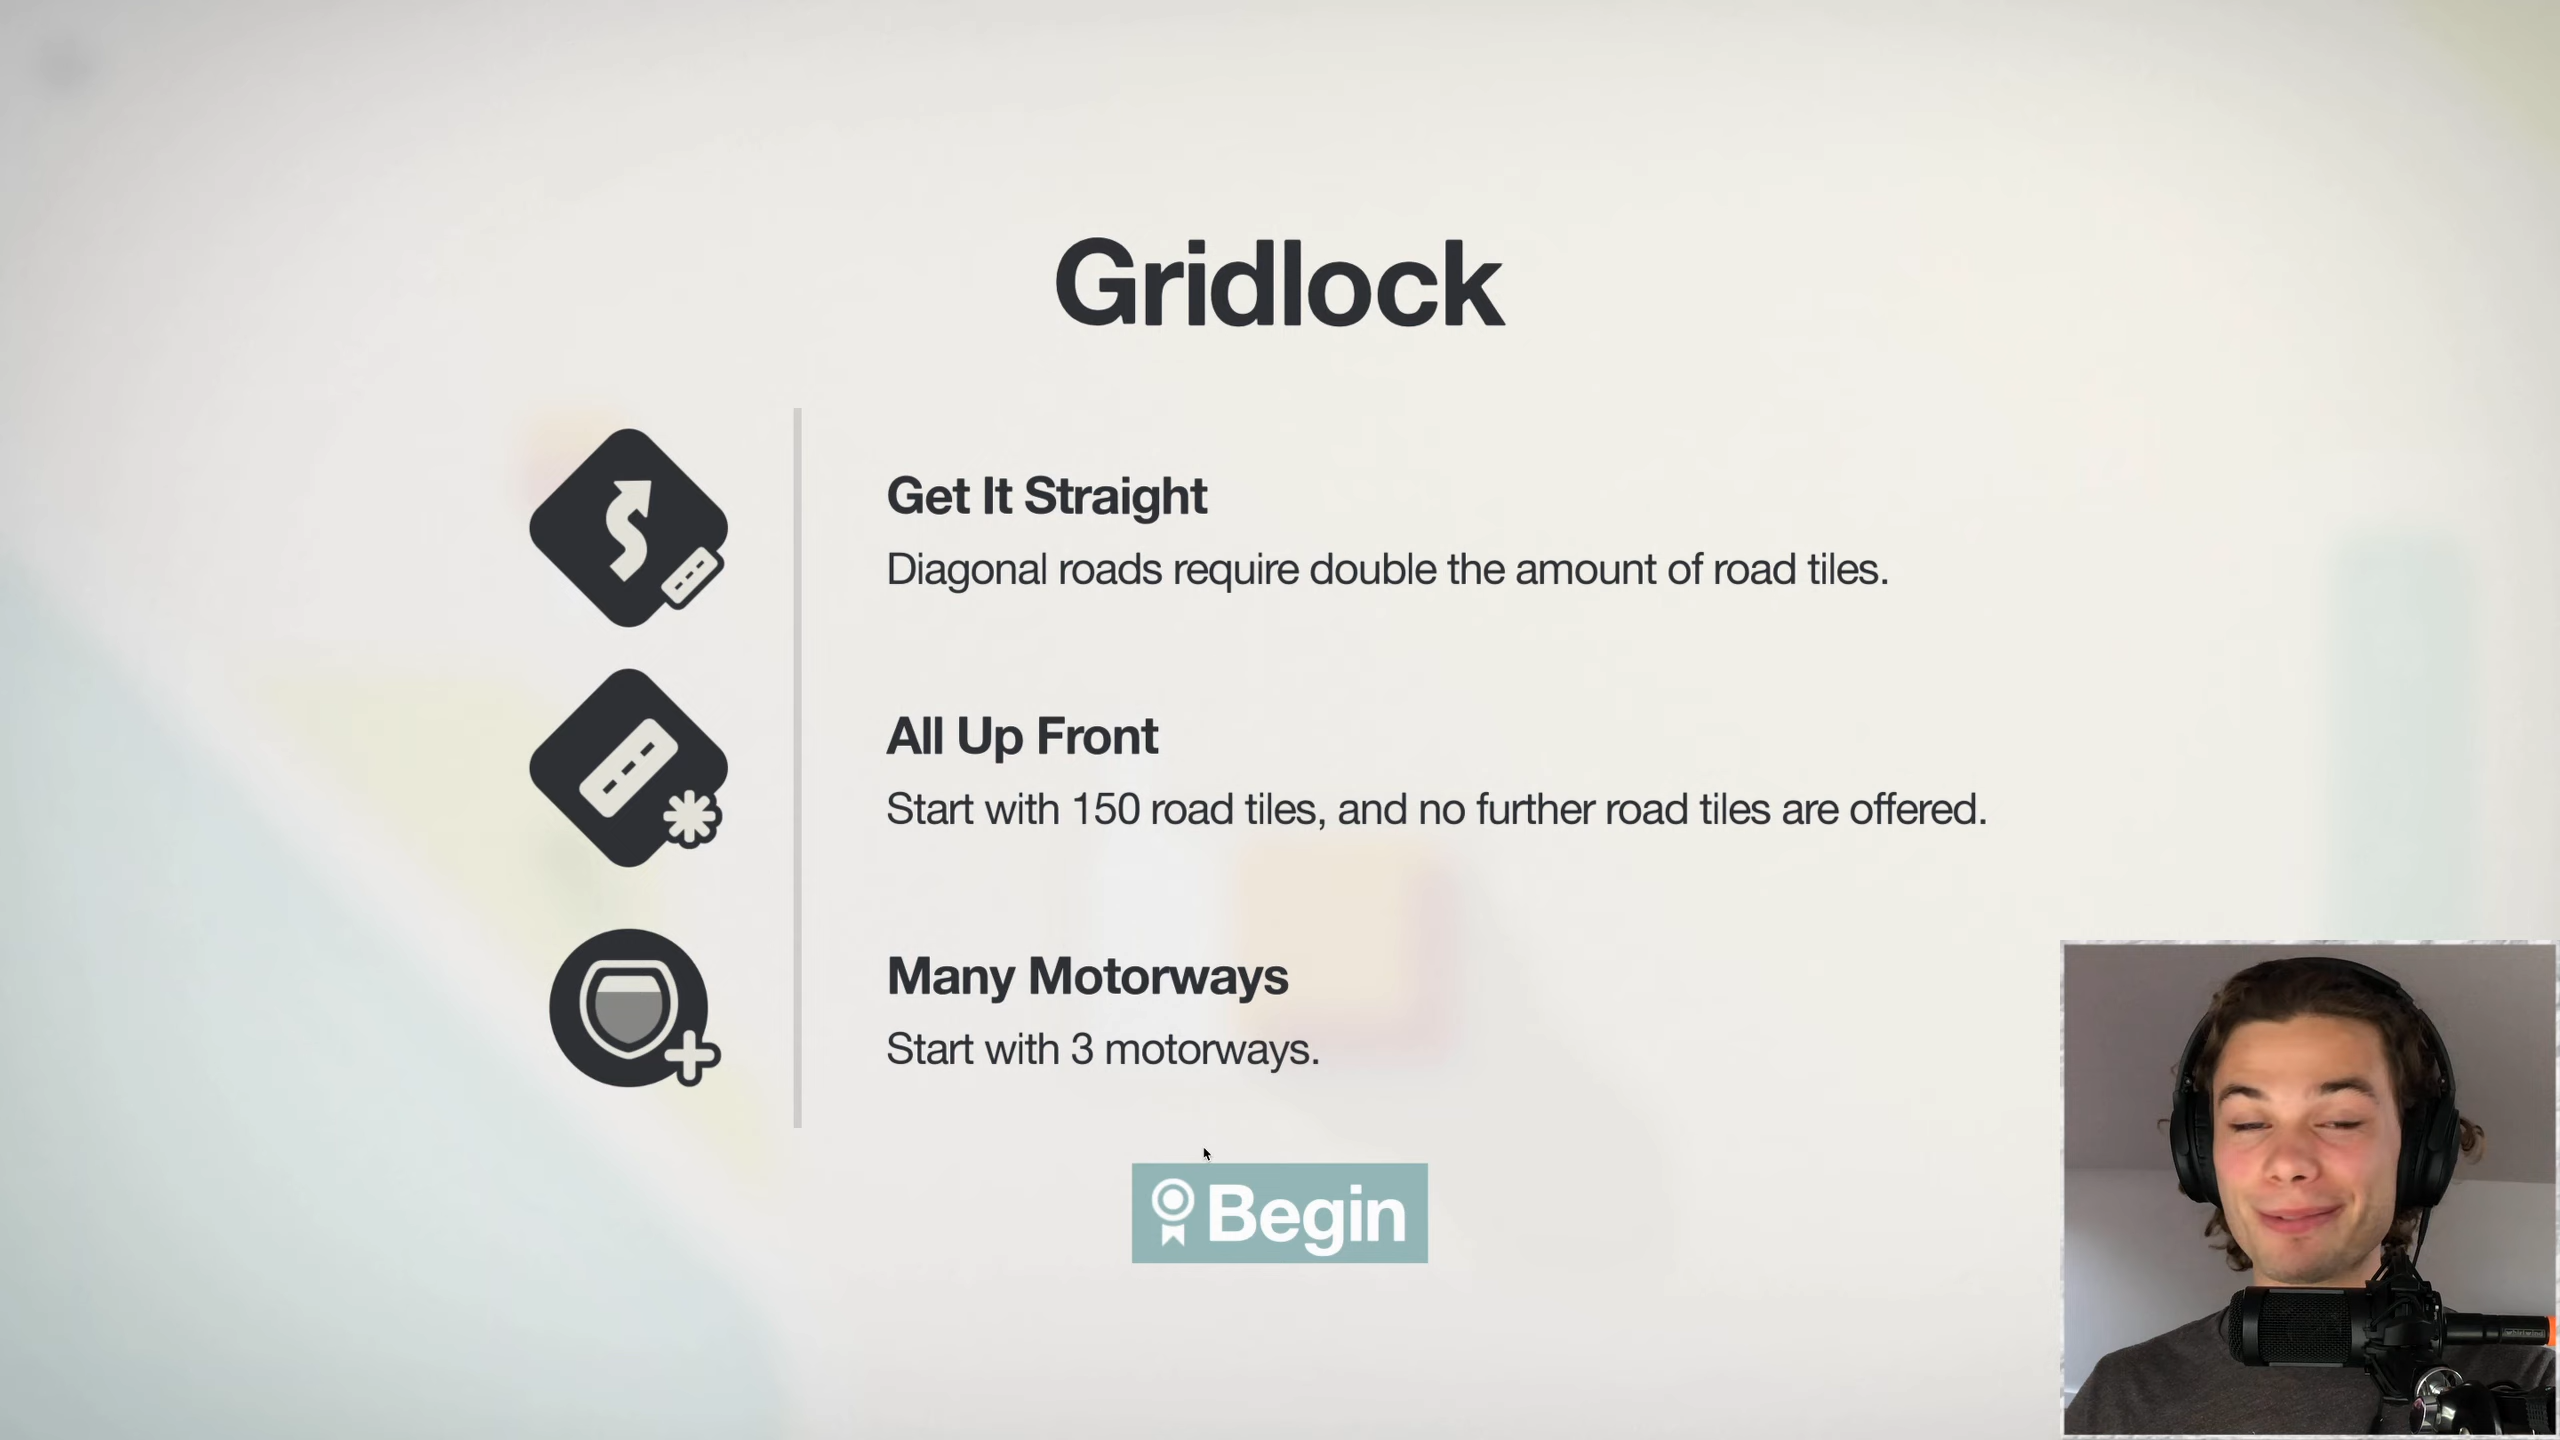 Gridlock
Get It Straight
Diagonal roads require double the amount of road tiles.
All Up Front
Start with 150 road tiles, and no further road tiles are offered.
Many Motorways
Start with 3 motorways.
Begin